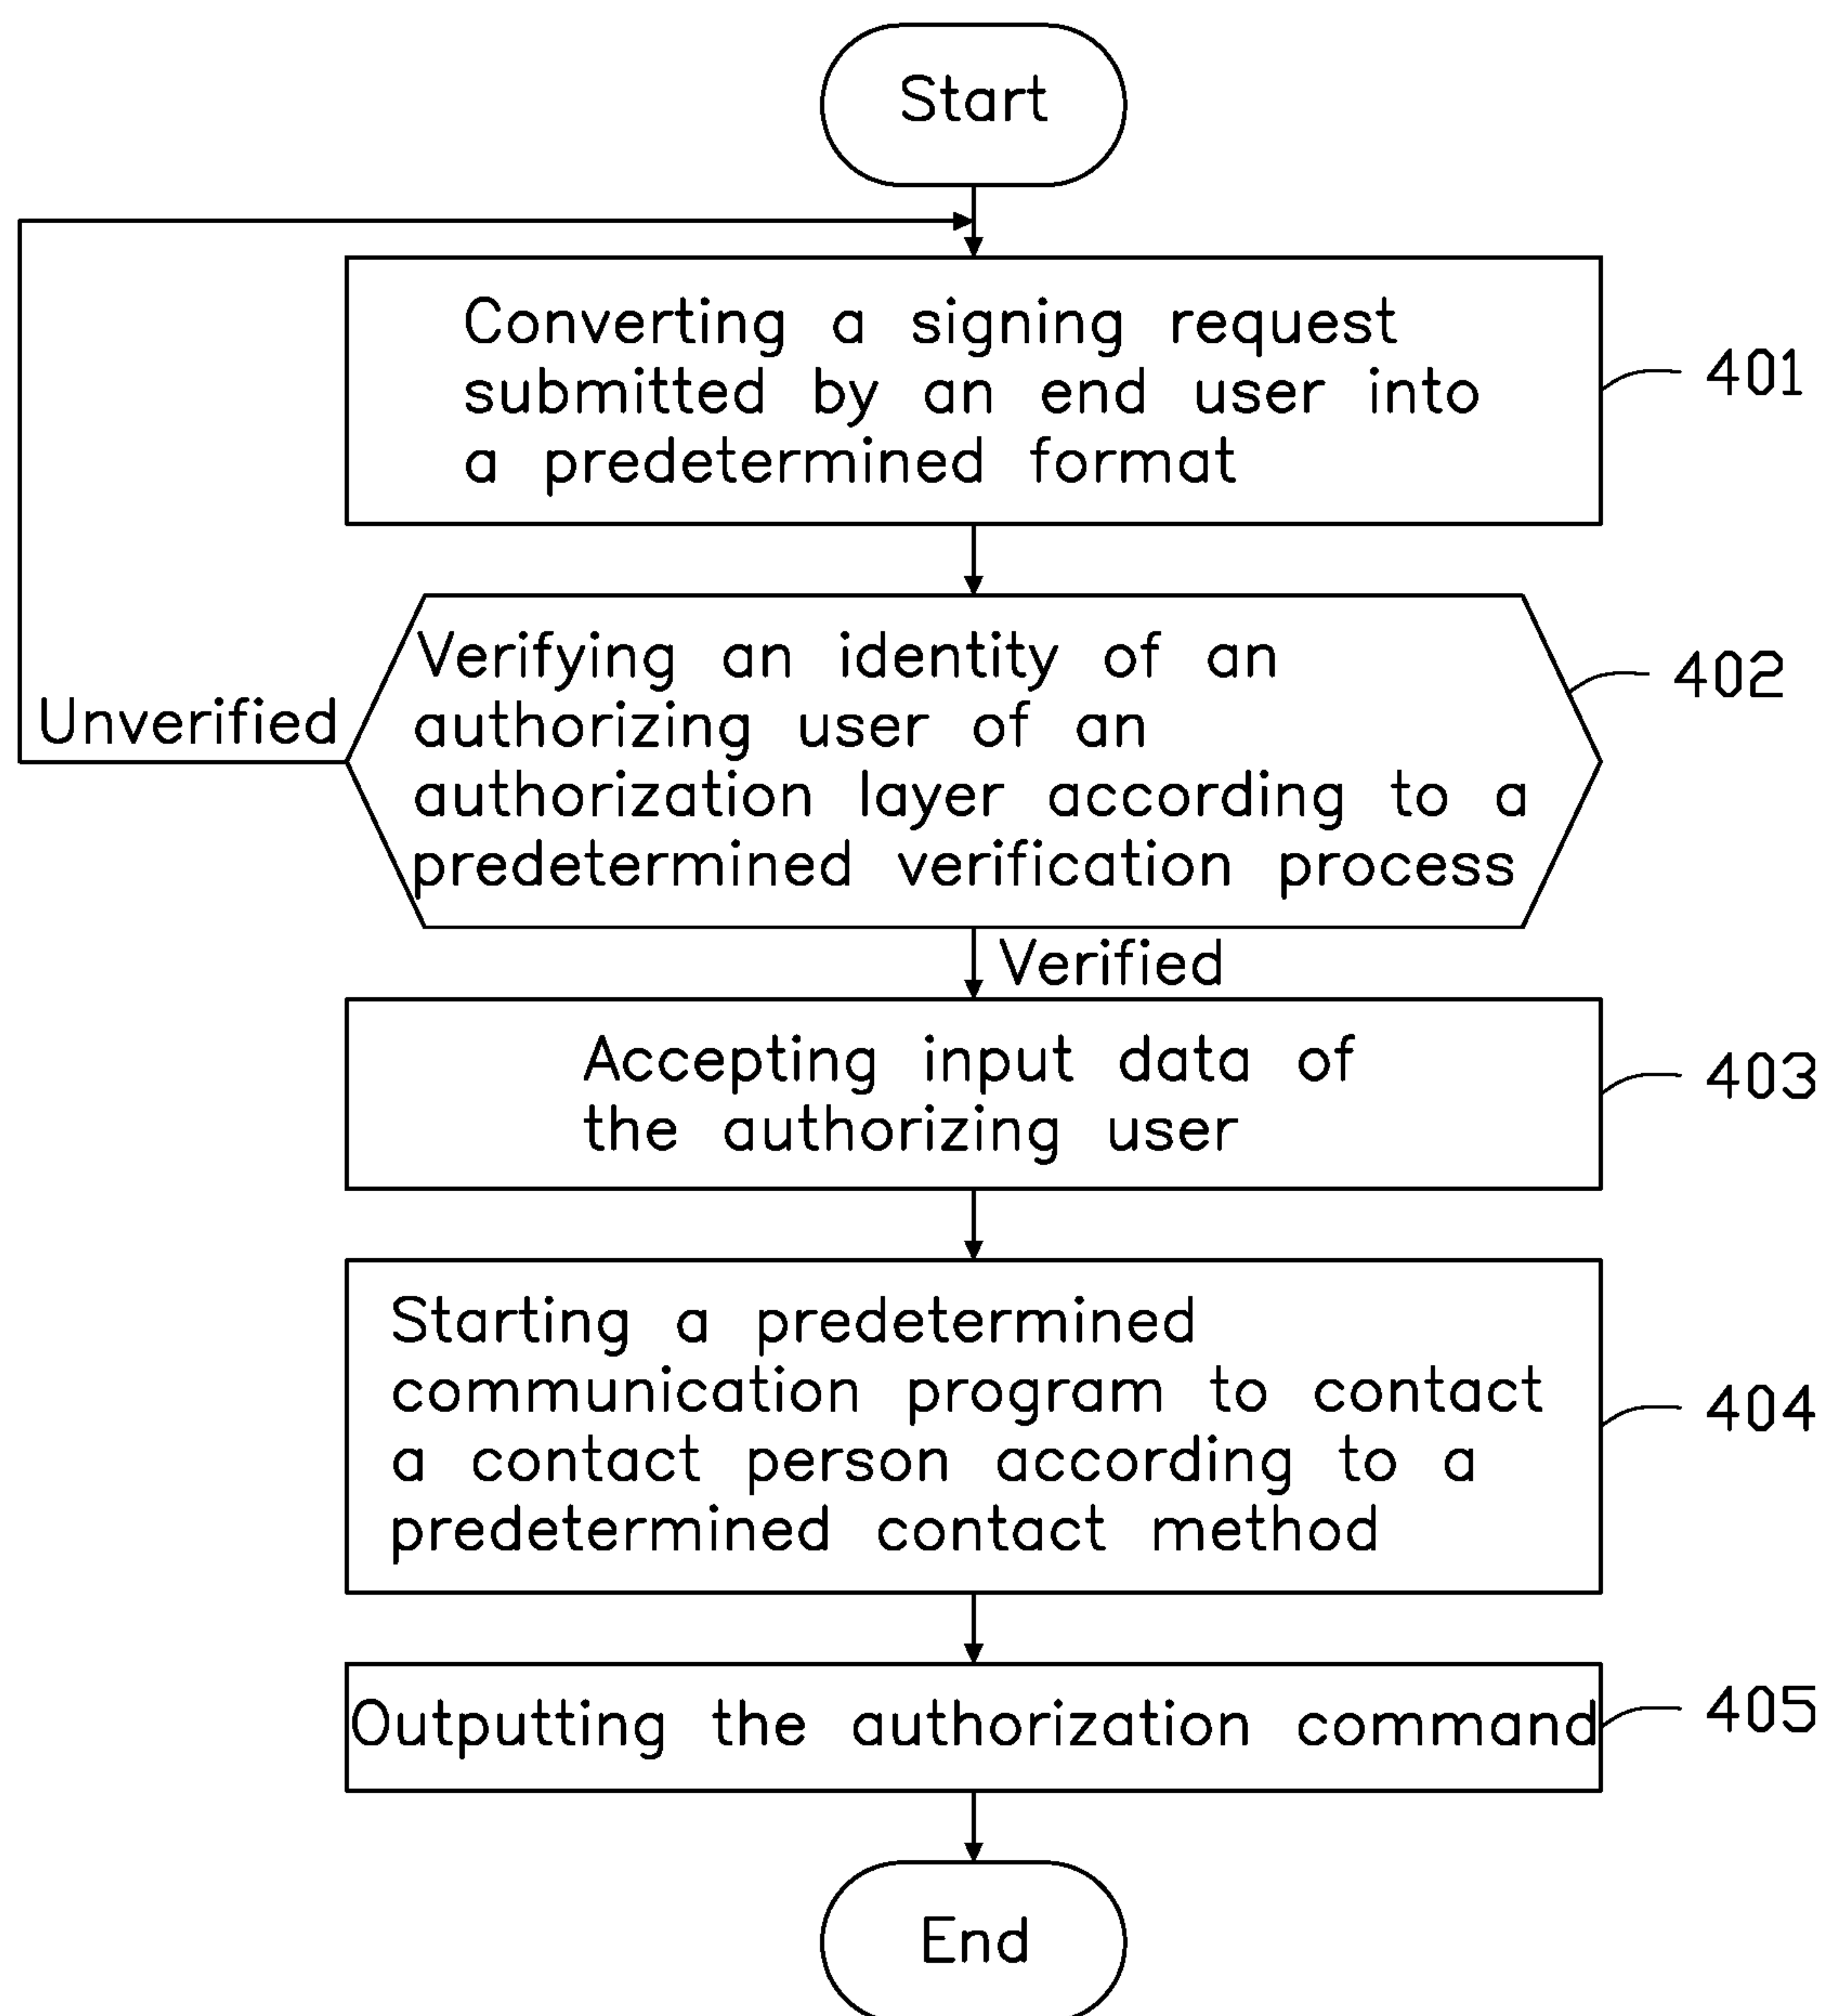 Start
Converting a signing request
submitted by an end user into
a predetermined format
401
Verifying an identity of an
authorizing user of an
authorization layer according to a
predetermined verification process
402
Unverified
Verified
Accepting input data of
the authorizing user
403
Starting a predetermined
communication program to contact
a contact person according to a
predetermined contact method
404
Outputting the authorization command
405
End